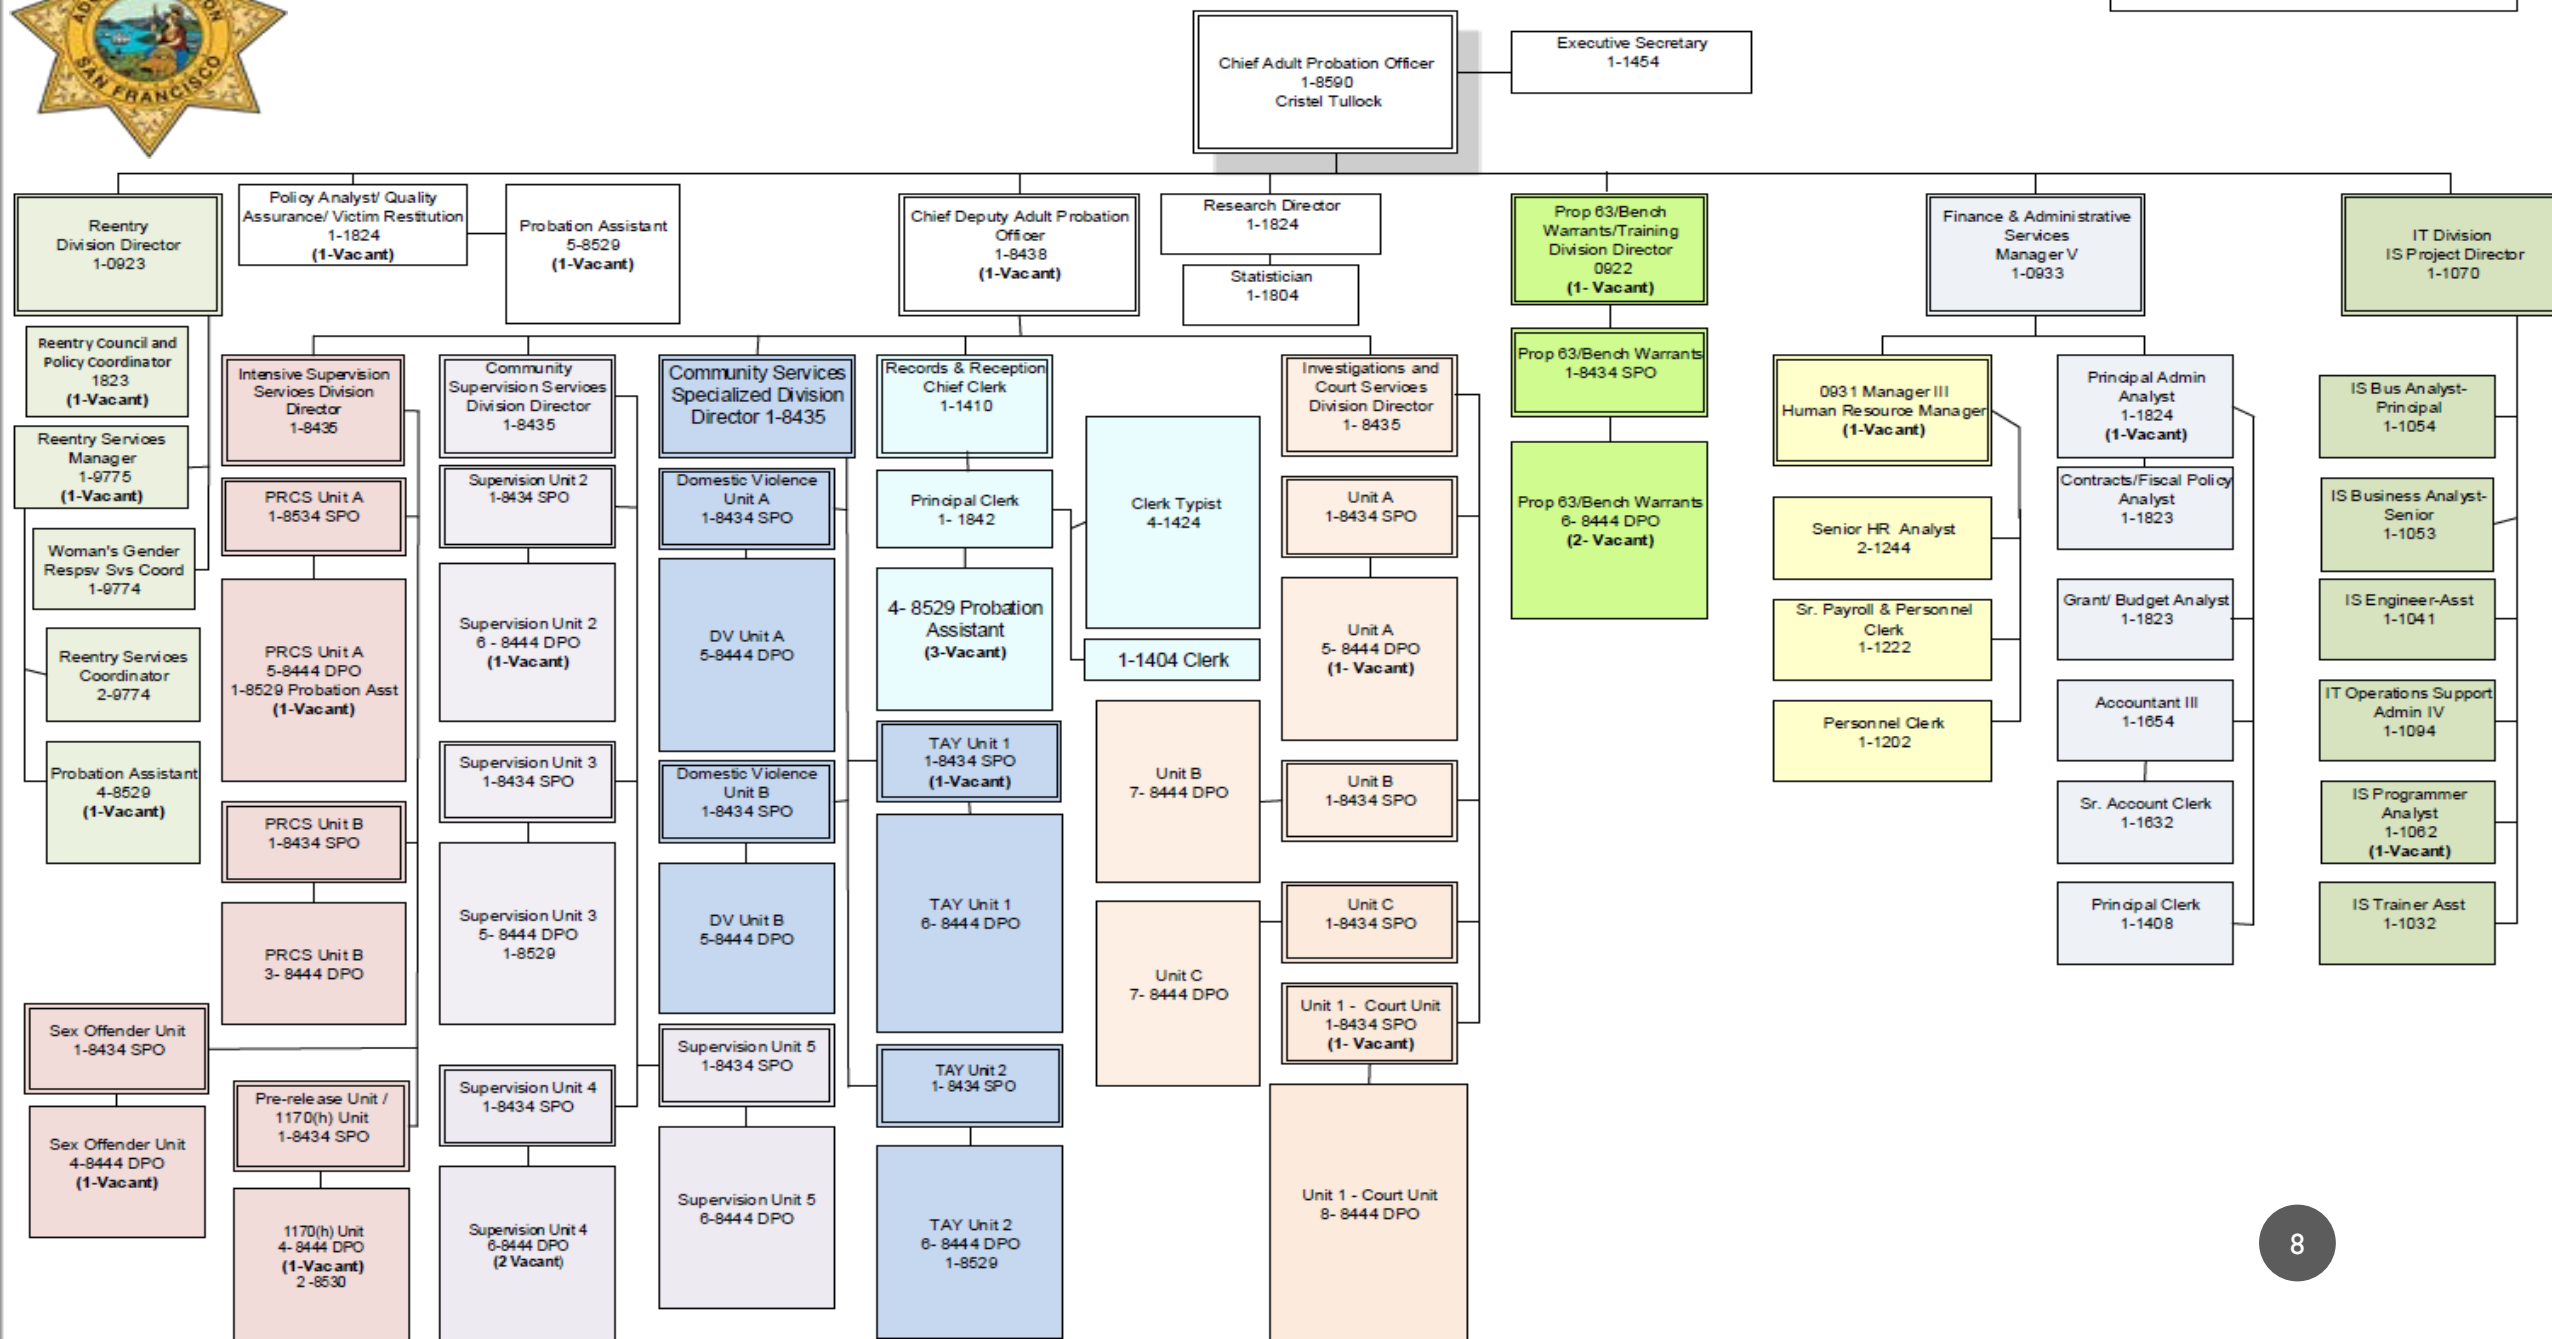 SAN FRANCISCO
Chief Adult Probation Officer
1-8590
Cristel Tullock
Executive Secretary
1-1454
Reentry
Division Director
1-0923
Policy Analyst/ Quality
Assurance/ Victim Restitution
1-1824
(1-Vacant)
Probation Assistant
5-8529
(1-Vacant)
Chief Deputy Adult Probation
Officer
1-8438
(1-Vacant)
Research Director
1-1824
Statistician
1-1804
Prop 63/Bench
Warrants/Training
Division Director
0922
(1- Vacant)
Finance & Administrative
Services
Manager V
1-0933
IT Division
IS Project Director
1-1070
Reentry Council and
Policy Coordinator
1823
(1-Vacant)
Reentry Services
Manager
1-9775
(1-Vacant)
Woman's Gender
Respsv Svs Coord
1-9774
Reentry Services
Coordinator
2-9774
Probation Assistant
4-8529
(1-Vacant)
Intensive Supervision
Services Division
Director
1-8435
PRCS Unit A
1-8534 SPO
PRCS Unit A
5-8444 DPO
1-8529 Probation Asst
(1-Vacant)
PRCS Unit B
1-8434 SPO
PRCS Unit B
3- 8444 DPO
Sex Offender Unit
1-8434 SPO
Sex Offender Unit
4-8444 DPO
(1-Vacant)
Pre-release Unit /
1170(h) Unit
1-8434 SPO
1170(h) Unit
4- 8444 DPO
(1-Vacant)
2 -8530
Community
Supervision Services
Division Director
1-8435
Supervision Unit 2
1-8434 SPO
Supervision Unit 2
6 - 8444 DPO
(1-Vacant)
Supervision Unit 3
1-8434 SPO
Supervision Unit 3
5- 8444 DPO
1-8529
Supervision Unit 4
1-8434 SPO
Supervision Unit 4
6-8444 DPO
(2 Vacant)
Community Services
Specialized Division
Director 1-8435
Domestic Violence
Unit A
1-8434 SPO
DV Unit A
5-8444 DPO
Domestic Violence
Unit B
1-8434 SPO
DV Unit B
5-8444 DPO
Supervision Unit 5
1-8434 SPO
Supervision Unit 5
6-8444 DPO
Records & Reception
Chief Clerk
1-1410
Principal Clerk
1- 1842
4- 8529 Probation
Assistant
(3-Vacant)
TAY Unit 1
1-8434 SPO
(1-Vacant)
TAY Unit 1
6- 8444 DPO
TAY Unit 2
1- 8434 SPO
TAY Unit 2
6- 8444 DPO
1-8529
Clerk Typist
4-1424
1-1404 Clerk
Unit B
7- 8444 DPO
Unit C
7- 8444 DPO
Investigations and
Court Services
Division Director
1- 8435
Unit A
1-8434 SPO
Unit A
5- 8444 DPO
(1- Vacant)
Unit B
1-8434 SPO
Unit C
1-8434 SPO
Unit 1 - Court Unit
1-8434 SPO
(1- Vacant)
Unit 1 - Court Unit
8- 8444 DPO
Prop 63/Bench Warrants
1-8434 SPO
Prop 63/Bench Warrants
6- 8444 DPO
(2- Vacant)
0931 Manager III
Human Resource Manager
(1-Vacant)
Senior HR Analyst
2-1244
Sr. Payroll & Personnel
Clerk
1-1222
Personnel Clerk
1-1202
Principal Admin
Analyst
1-1824
(1-Vacant)
Contracts/Fiscal Policy
Analyst
1-1823
Grant/ Budget Analyst
1-1823
Accountant III
1-1654
Sr. Account Clerk
1-1632
Principal Clerk
1-1408
IS Bus Analyst-
Principal
1-1054
IS Business Analyst-
Senior
1-1053
IS Engineer-Asst
1-1041
IT Operations Support
Admin IV
1-1094
IS Programmer
Analyst
1-1062
(1-Vacant)
IS Trainer Asst
1-1032
8